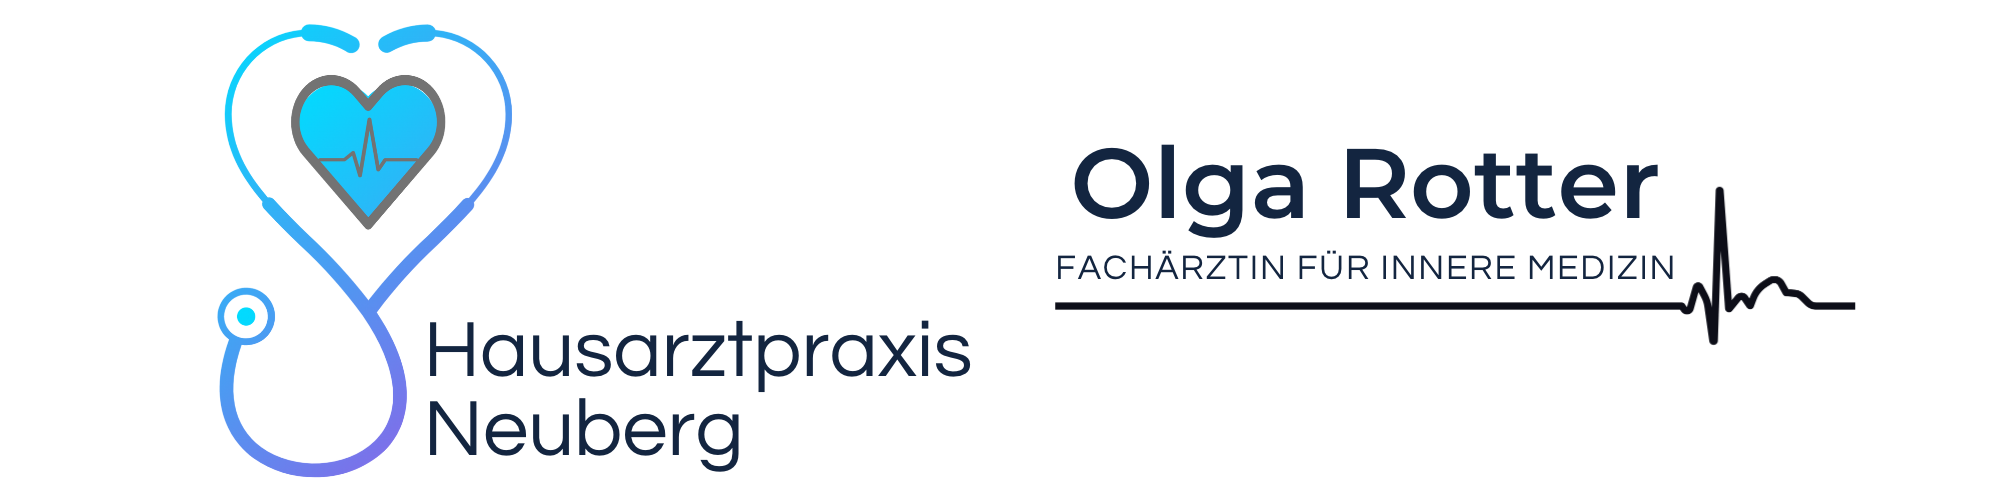 Hausarztpraxis
Neuberg
Olga Rotter
FACHÄRZTIN FÜR INNERE MEDIZIN